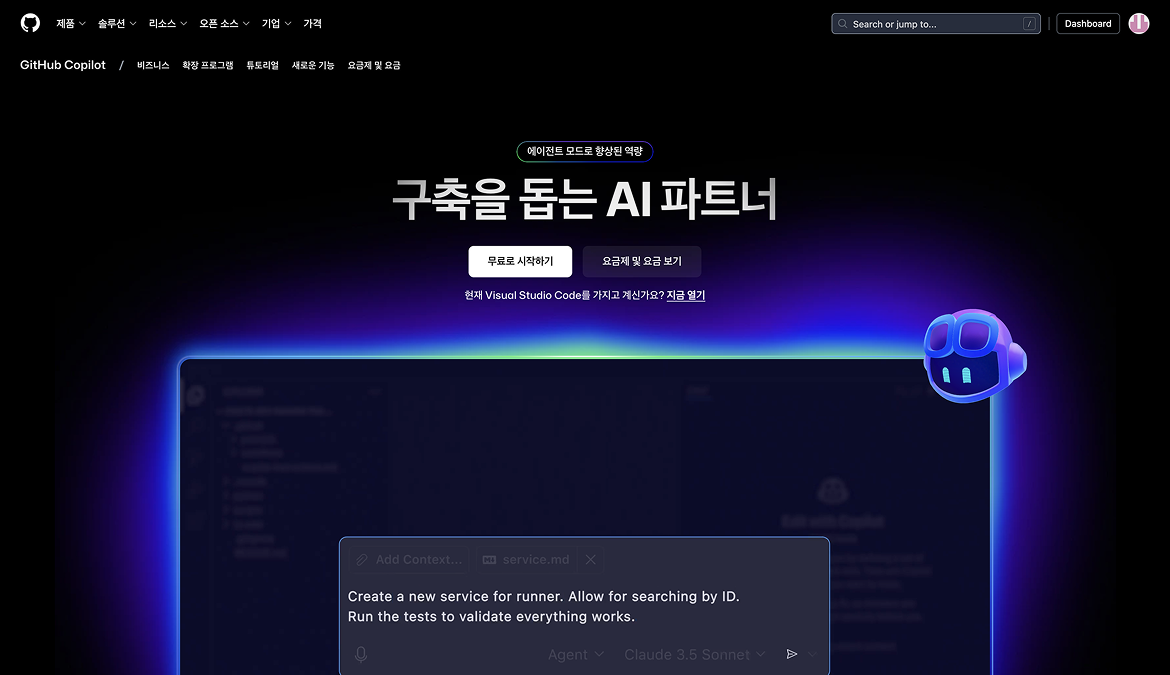 제품 솔루션 리소스 오픈 소스 기업 가격 Search or jump to... / Dashboard
GitHub Copilot / 비즈니스 확장 프로그램 튜토리얼 새로운 기능 요금제 및 요금
에이전트 모드로 향상된 역량
구축을 돕는 AI 파트너
무료로 시작하기 요금제 및 요금 보기
현재 Visual Studio Code를 가지고 계신가요? 지금 열기
Edit with Copilot
Add Context... service.md
Create a new service for runner. Allow for searching by ID.
Run the tests to validate everything works.
Agent Claude 3.5 Sonnet